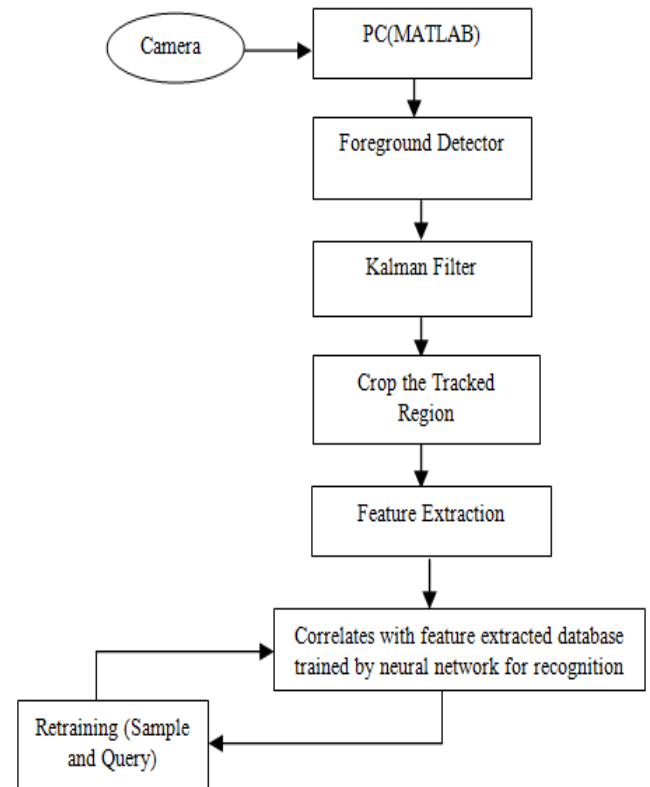 Camera
PC(MATLAB)
Foreground Detector
Kalman Filter
Crop the Tracked
Region
Feature Extraction
Correlates with feature extracted database
trained by neural network for recognition
Retraining (Sample
and Query)